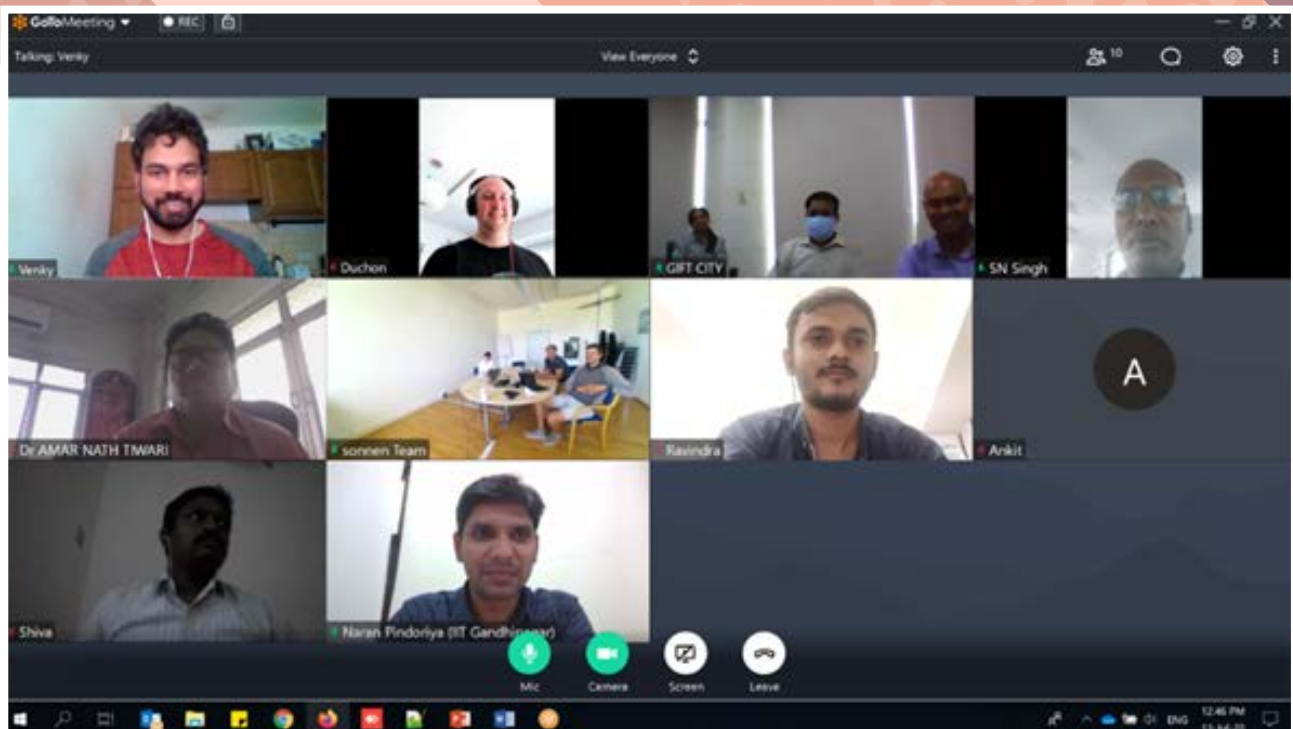 GoToMeeting
REC
Talking: Venky
View Everyone
10
Venky
Duchon
GIFT CITY
SN Singh
Dr AMAR NATH TIWARI
sonnen Team
Ravindra
A
Ankit
Shiva
Naran Pindoriya (IIT Gandhinagar)
Mic
Camera
Screen
Leave
ENG
12:46 PM